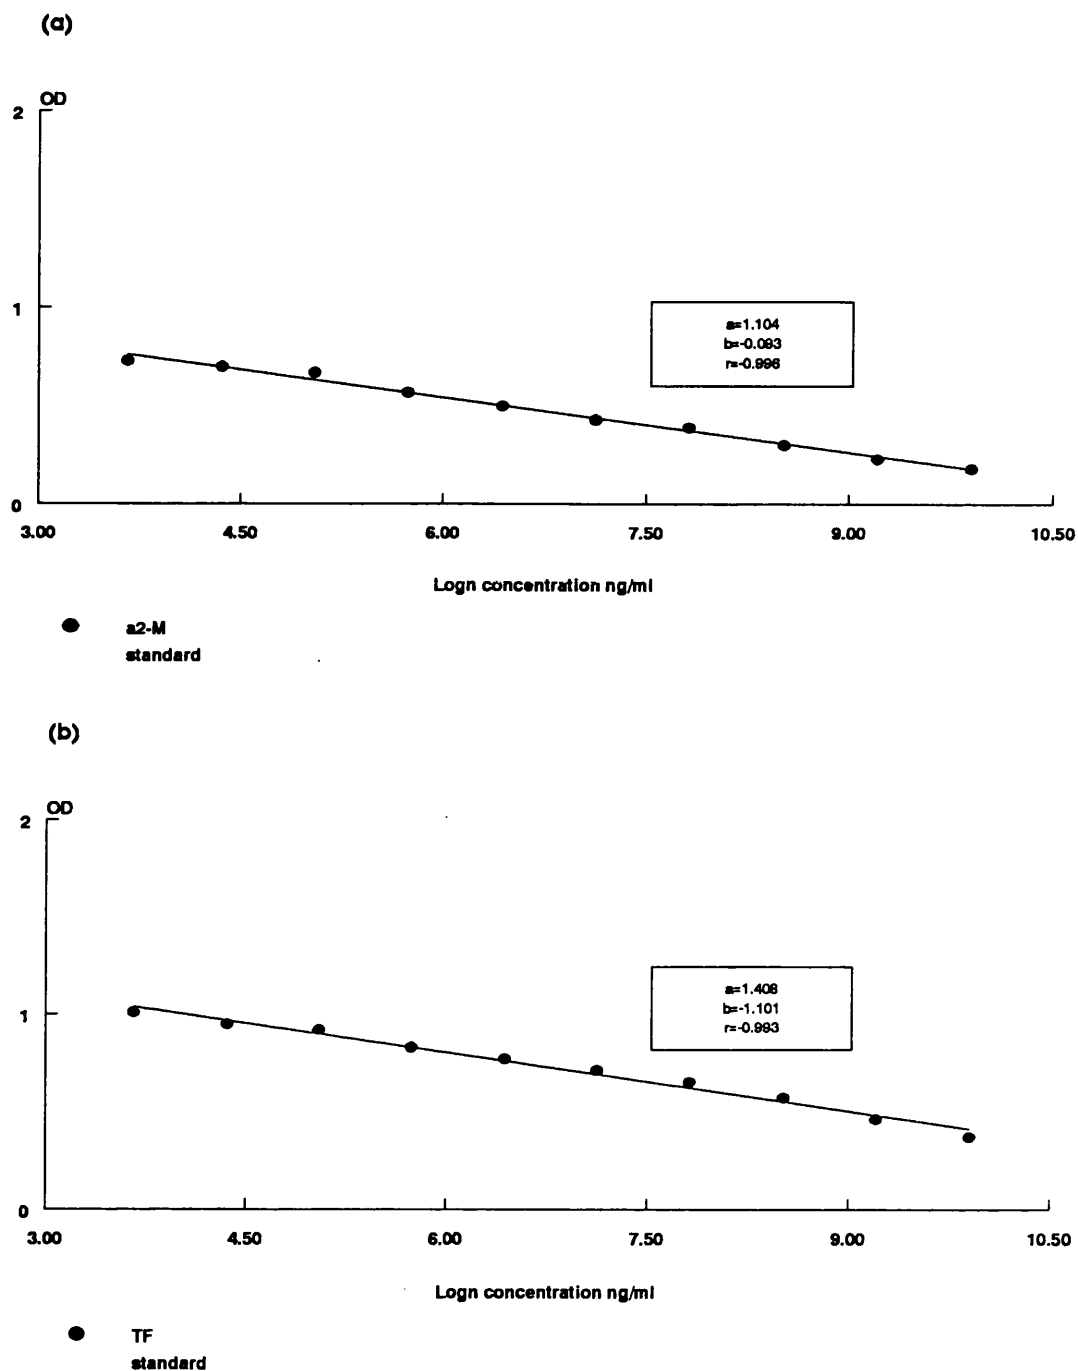 (a)
OD
2
1
0
a=1.104
b=-0.093
r=-0.996
3.00 4.50 6.00 7.50 9.00 10.50
Logn concentration ng/ml
a2-M
standard
(b)
OD
2
1
0
a=1.408
b=-1.101
r=-0.993
3.00 4.50 6.00 7.50 9.00 10.50
Logn concentration ng/ml
TF
standard